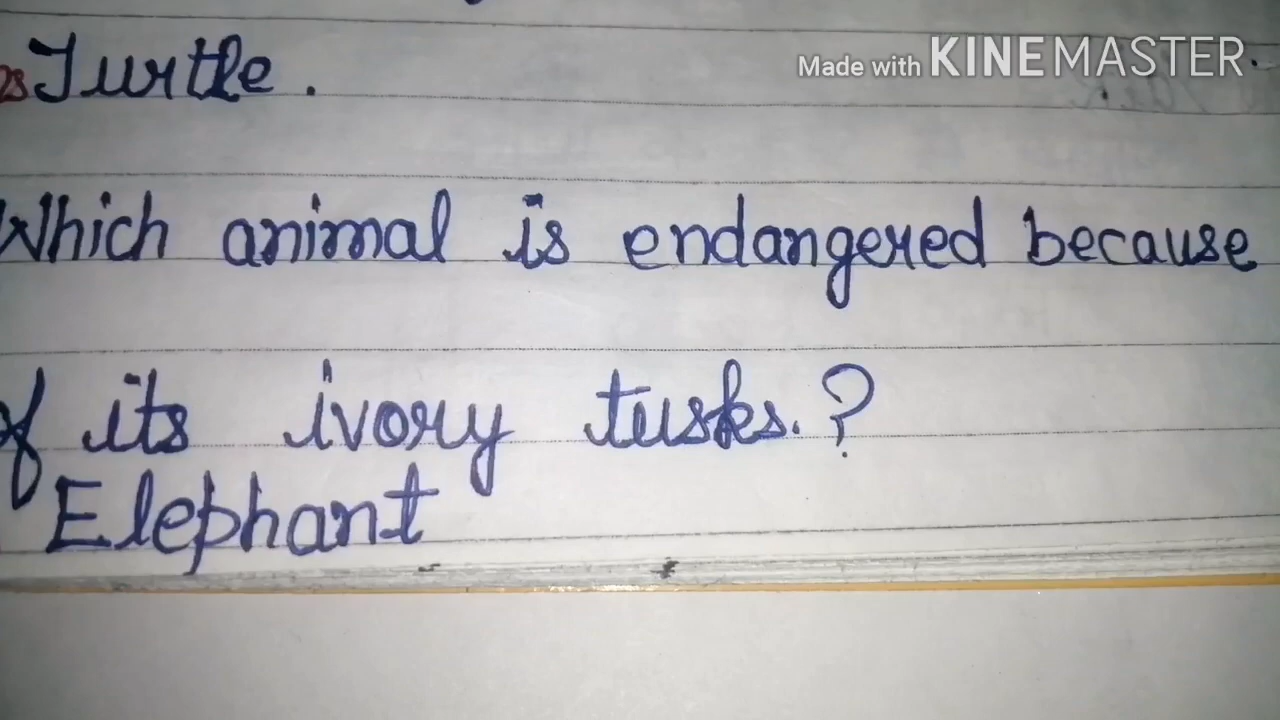 Made with KINEMASTER
Turtle.
Which animal is endangered because
of its ivory tusks.?
Elephant